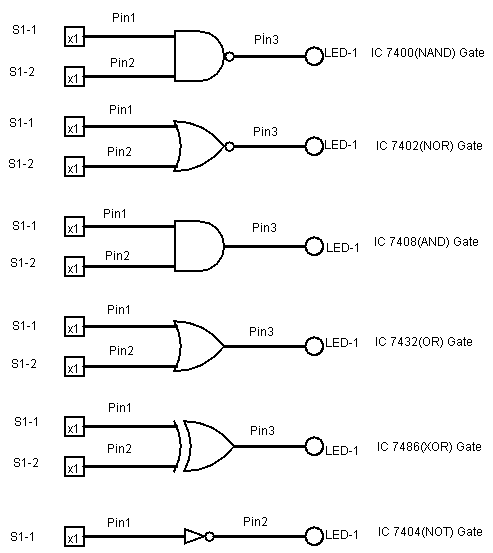 S1-1 x1 Pin1 Pin3 LED-1 IC 7400(NAND) Gate
S1-2 x1 Pin2
S1-1 x1 Pin1 Pin3 LED-1 IC 7402(NOR) Gate
S1-2 x1 Pin2
S1-1 x1 Pin1 Pin3 LED-1 IC 7408(AND) Gate
S1-2 x1 Pin2
S1-1 x1 Pin1 Pin3 LED-1 IC 7432(OR) Gate
S1-2 x1 Pin2
S1-1 x1 Pin1 Pin3 LED-1 IC 7486(XOR) Gate
S1-2 x1 Pin2
S1-1 x1 Pin1 Pin2 LED-1 IC 7404(NOT) Gate